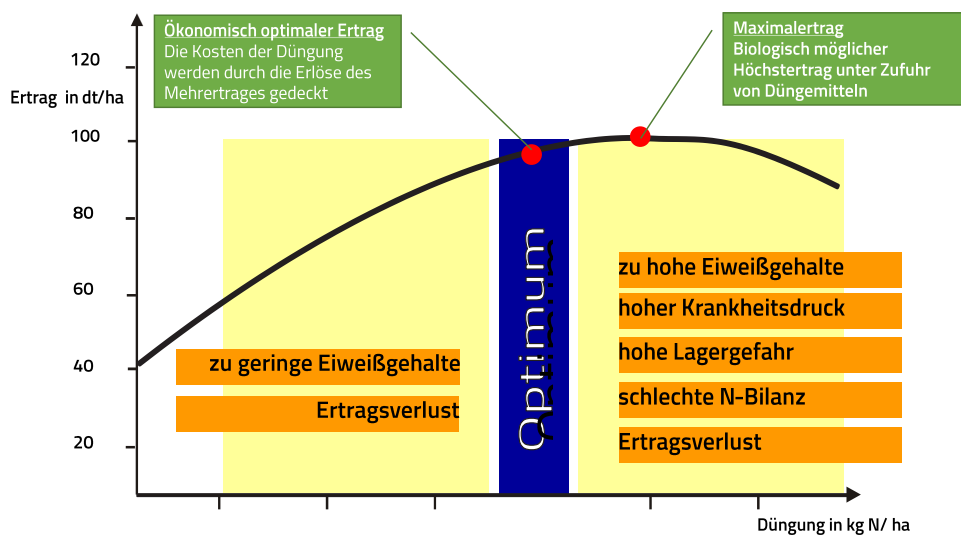 Ökonomisch optimaler Ertrag
Die Kosten der Düngung
werden durch die Erlöse des
Mehrertrages gedeckt
Maximalertrag
Biologisch möglicher
Höchstertrag unter Zufuhr
von Düngemitteln
Ertrag in dt/ha
120
100
80
60
40
20
zu geringe Eiweißgehalte
Ertragsverlust
Optimum
zu hohe Eiweißgehalte
hoher Krankheitsdruck
hohe Lagergefahr
schlechte N-Bilanz
Ertragsverlust
Düngung in kg N/ ha